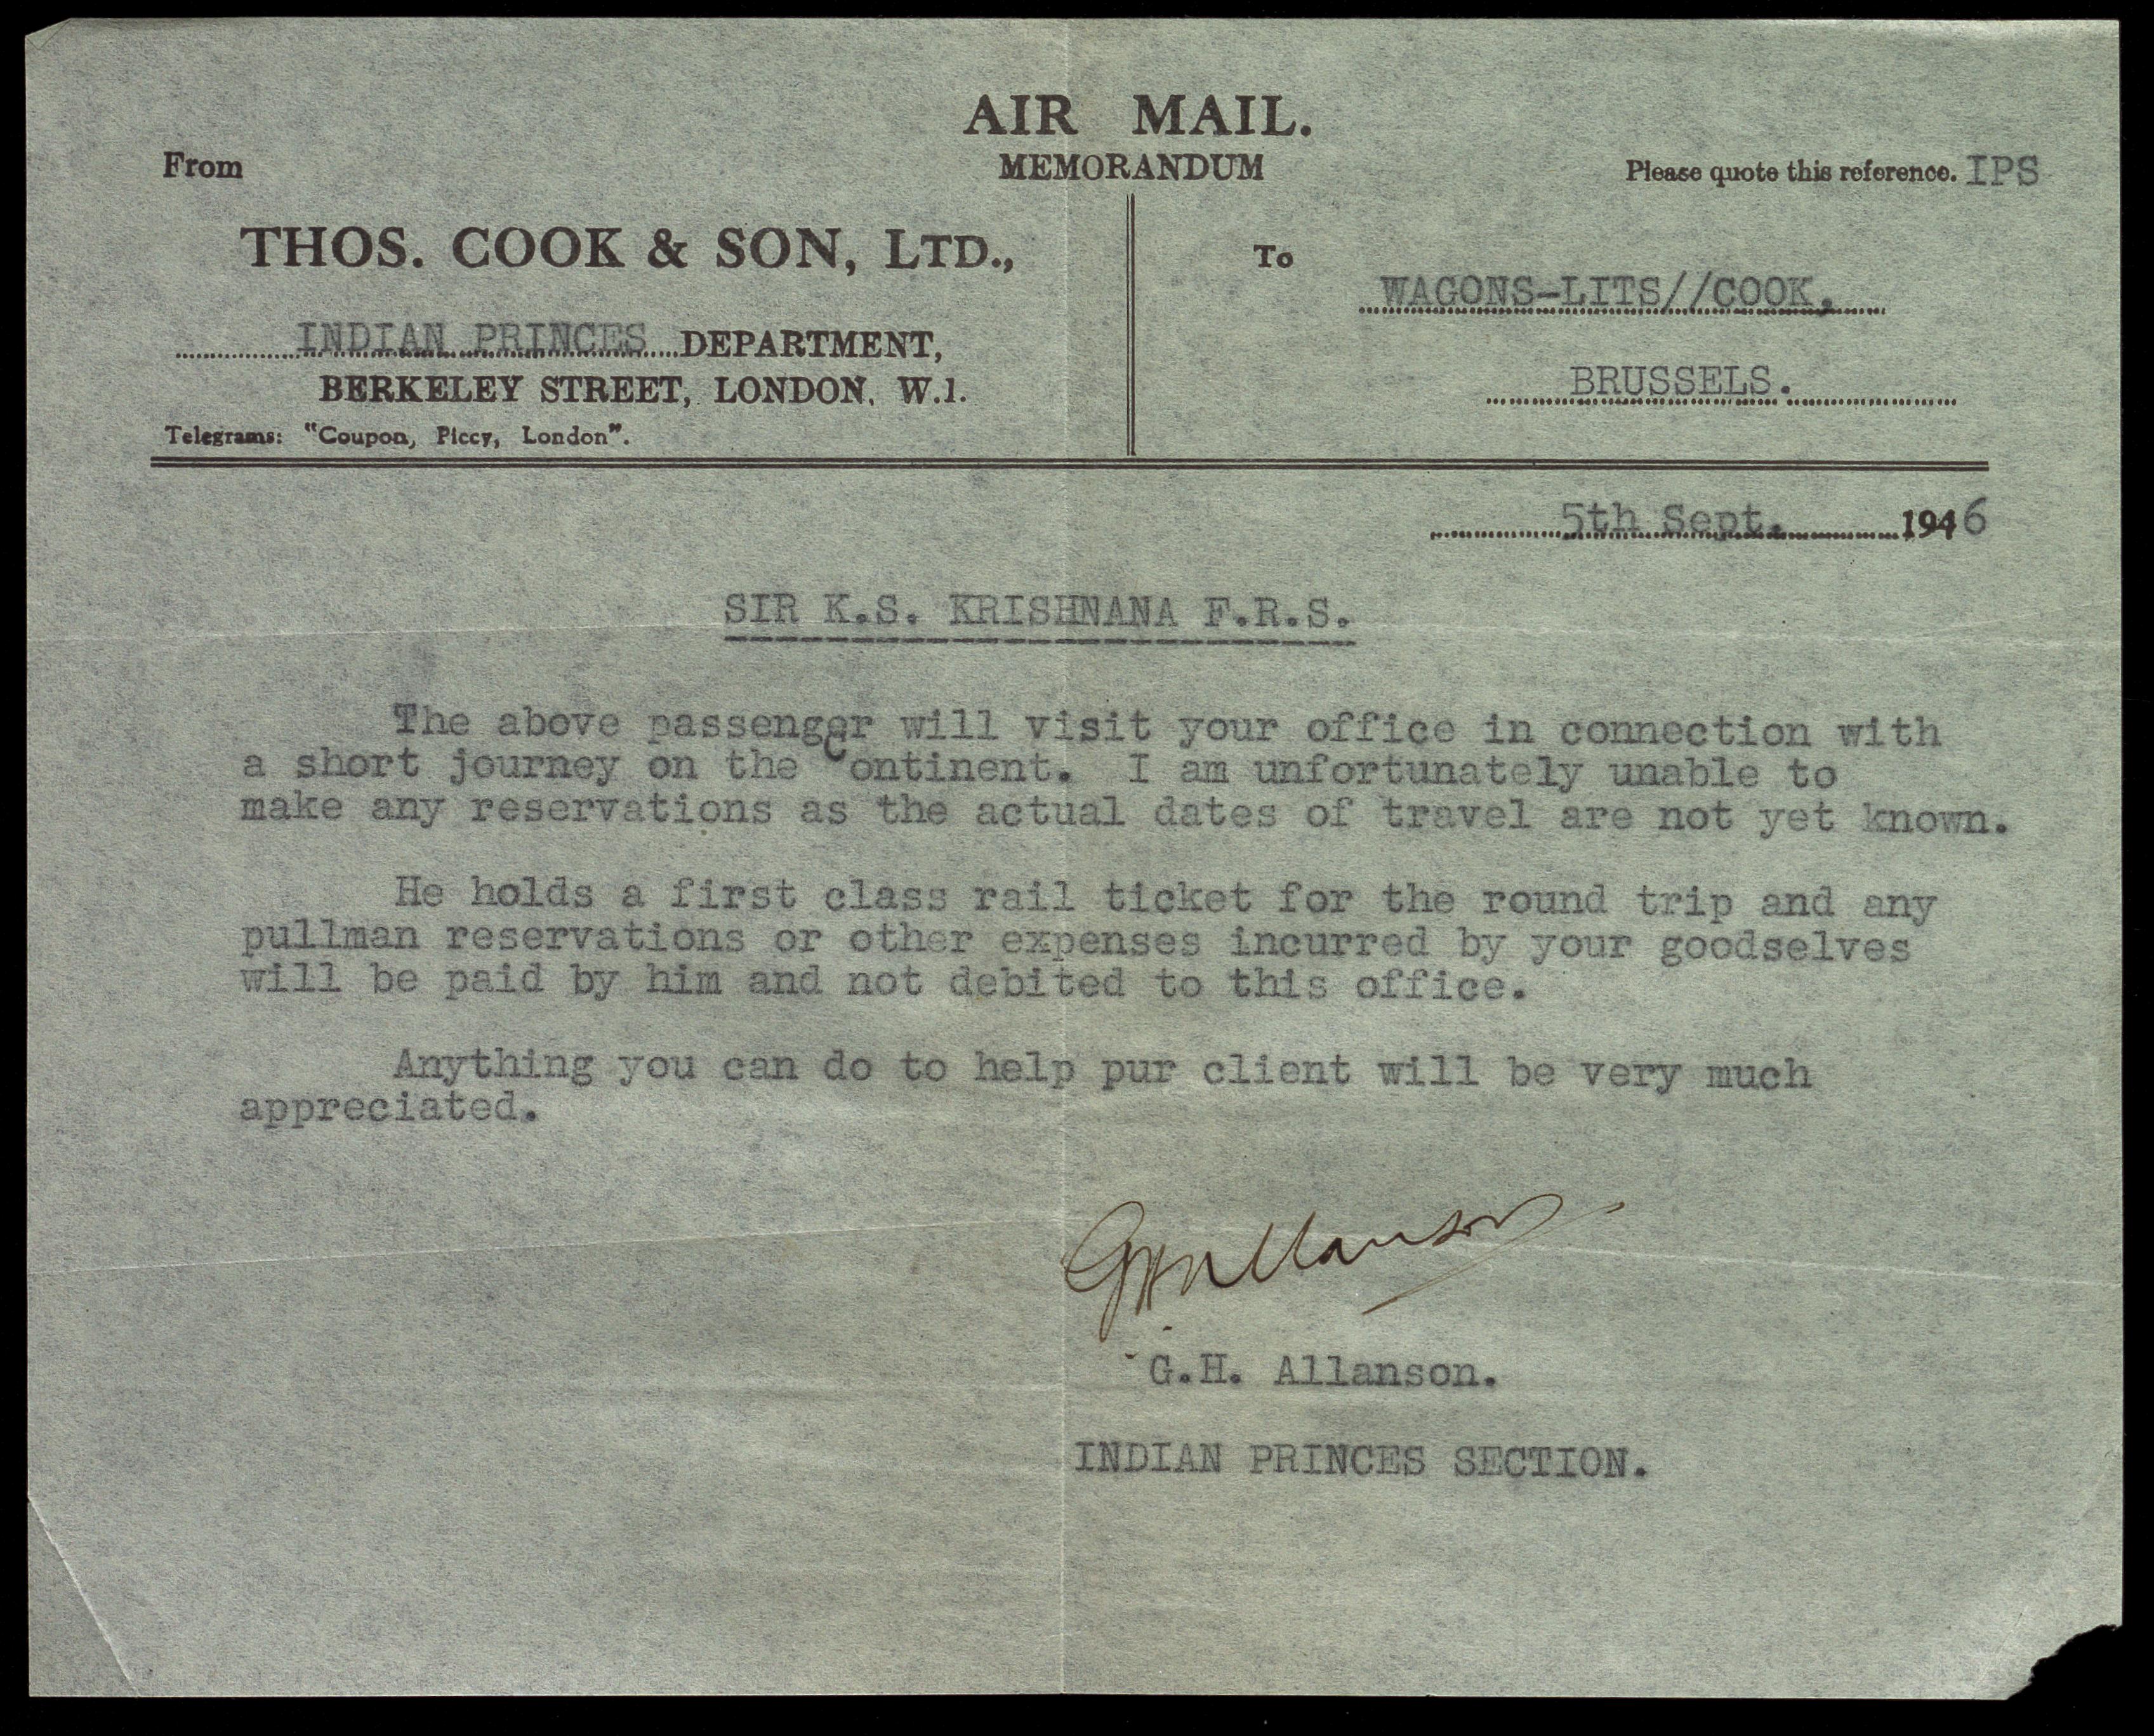 AIR MAIL.
From MEMORANDUM Please quote this reference. IPS
THOS. COOK & SON, LTD.,
To
WAGONS-LITS//COOK.
INDIAN PRINCES DEPARTMENT,
BRUSSELS.
BERKELEY STREET, LONDON. W.1.
Telegrams: "Coupon, Piccy, London".
5th Sept. 1946
SIR K.S. KRISHNANA F.R.S.
The above passenger will visit your office in connection with
a short journey on the Continent. I am unfortunately unable to
make any reservations as the actual dates of travel are not yet known.
He holds a first class rail ticket for the round trip and any
pullman reservations or other expenses incurred by your goodselves
will be paid by him and not debited to this office.
Anything you can do to help pur client will be very much
appreciated.
GHAllanson
G.H. Allanson.
INDIAN PRINCES SECTION.